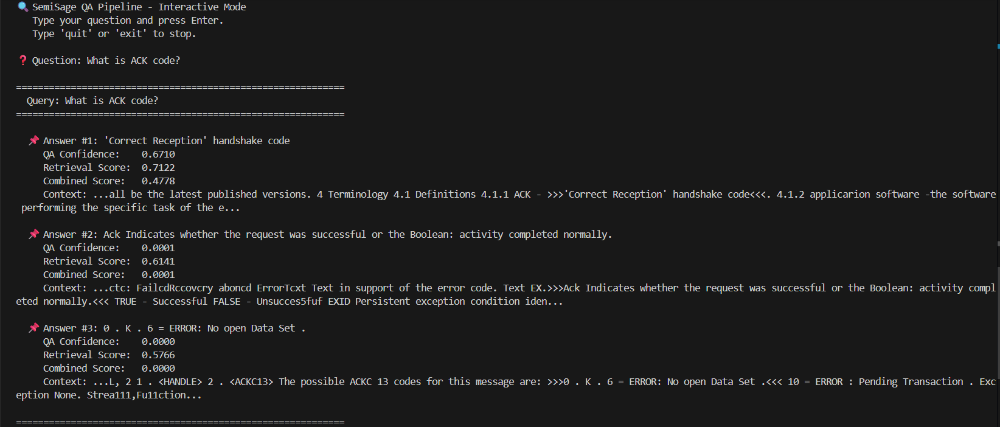 🔍 SemiSage QA Pipeline - Interactive Mode
Type your question and press Enter.
Type 'quit' or 'exit' to stop.
❓ Question: What is ACK code?
============================================================
Query: What is ACK code?
============================================================
📌 Answer #1: 'Correct Reception' handshake code
QA Confidence:    0.6710
Retrieval Score:  0.7122
Combined Score:   0.4778
Context: ...all be the latest published versions. 4 Terminology 4.1 Definitions 4.1.1 ACK - >>>'Correct Reception' handshake code<<<. 4.1.2 applicarion software -the software
performing the specific task of the e...
📌 Answer #2: Ack Indicates whether the request was successful or the Boolean: activity completed normally.
QA Confidence:    0.0001
Retrieval Score:  0.6141
Combined Score:   0.0001
Context: ...ctc: FailcdRccovcry aboncd ErrorTcxt Text in support of the error code. Text EX.>>>Ack Indicates whether the request was successful or the Boolean: activity compl
eted normally.<<< TRUE - Successful FALSE - Unsucces5fuf EXID Persistent exception condition iden...
📌 Answer #3: 0 . K . 6 = ERROR: No open Data Set .
QA Confidence:    0.0000
Retrieval Score:  0.5766
Combined Score:   0.0000
Context: ...L, 2 1 . <HANDLE> 2 . <ACKC13> The possible ACKC 13 codes for this message are: >>>0 . K . 6 = ERROR: No open Data Set .<<< 10 = ERROR : Pending Transaction . Exc
eption None. Strea111,Fu11ction...
============================================================